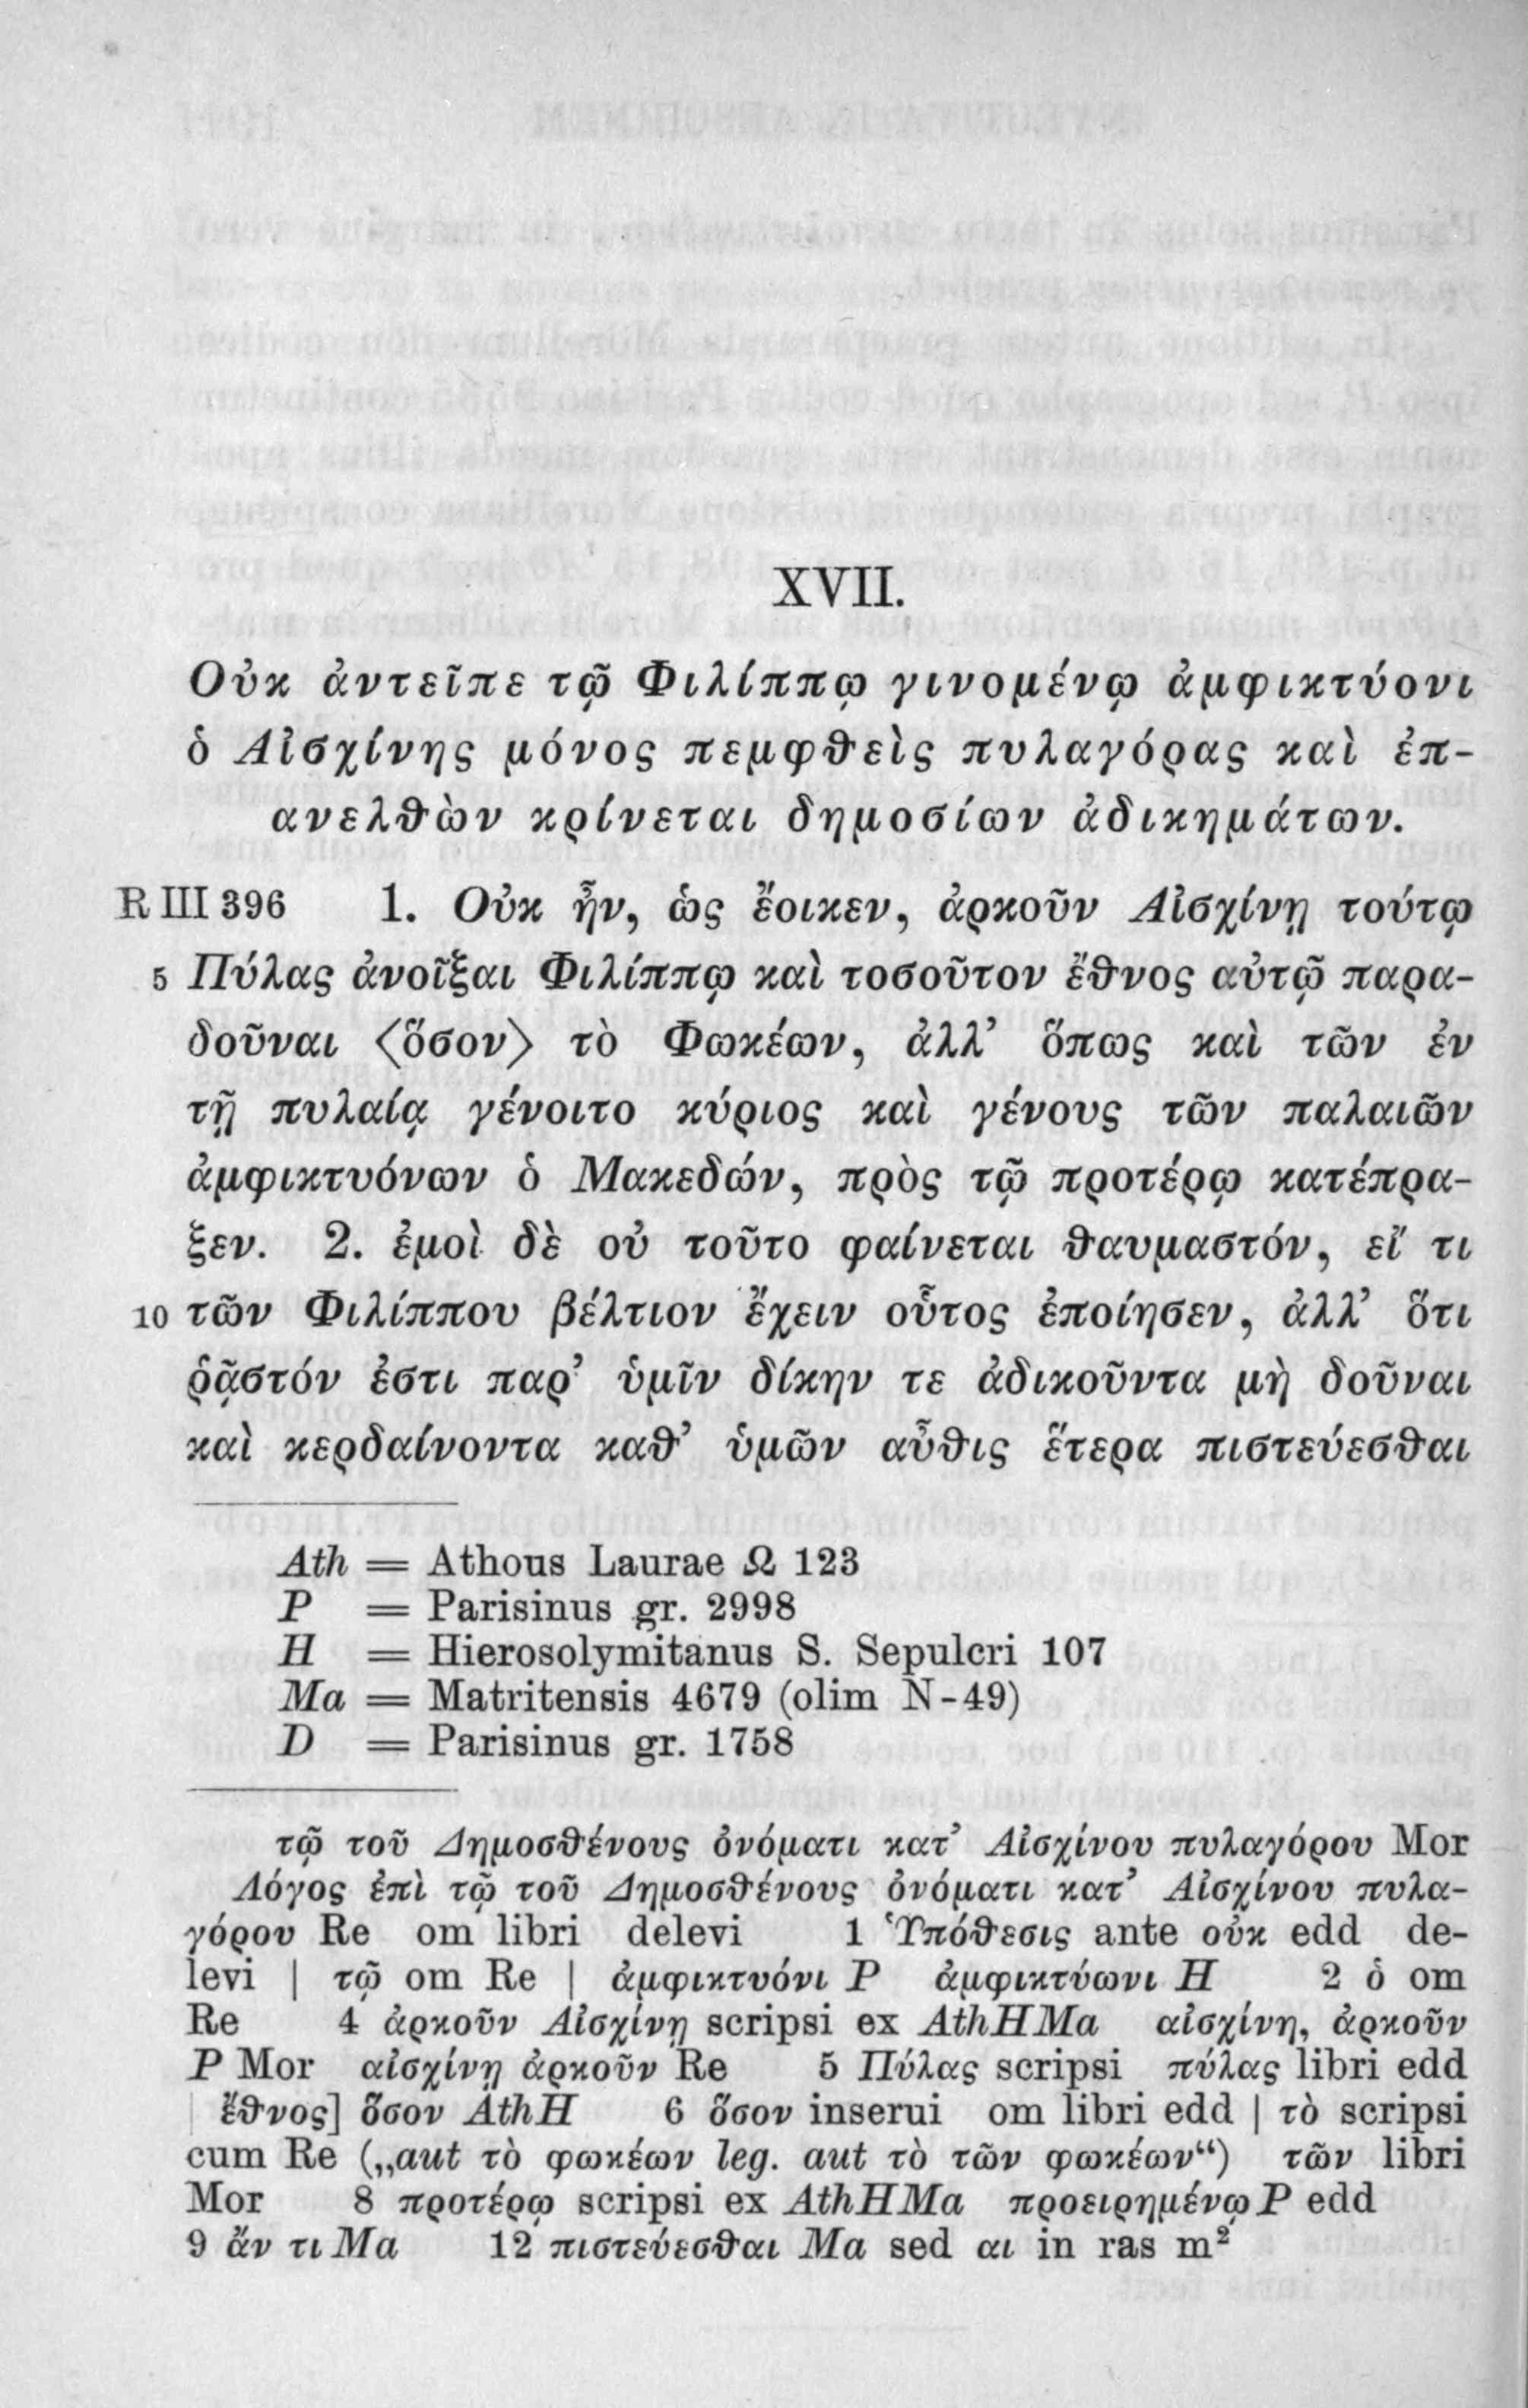 XVII.
Οὐκ ἀντεῖπε τῷ Φιλίππῳ γινομένῳ ἀμφικτύονι
ὁ Αἰσχίνης μόνος πεμφθεὶς πυλαγόρας καὶ ἐπ-
ανελθὼν κρίνεται δημοσίων ἀδικημάτων.
R III 396 1. Οὐκ ἦν, ὡς ἔοικεν, ἀρκοῦν Αἰσχίνῃ τούτῳ
5 Πύλας ἀνοῖξαι Φιλίππῳ καὶ τοσοῦτον ἔθνος αὐτῷ παρα-
δοῦναι ⟨ὅσον⟩ τὸ Φωκέων, ἀλλ’ ὅπως καὶ τῶν ἐν
τῇ πυλαίᾳ γένοιτο κύριος καὶ γένους τῶν παλαιῶν
ἀμφικτυόνων ὁ Μακεδών, πρὸς τῷ προτέρῳ κατέπρα-
ξεν. 2. ἐμοὶ δὲ οὐ τοῦτο φαίνεται θαυμαστόν, εἴ τι
10 τῶν Φιλίππου βέλτιον ἔχειν οὗτος ἐποίησεν, ἀλλ’ ὅτι
ῥᾷστόν ἐστι παρ’ ὑμῖν δίκην τε ἀδικοῦντα μὴ δοῦναι
καὶ κερδαίνοντα καθ’ ὑμῶν αὖθις ἕτερα πιστεύεσθαι
Ath = Athous Laurae Ω 123
P = Parisinus gr. 2998
H = Hierosolymitanus S. Sepulcri 107
Ma = Matritensis 4679 (olim N-49)
D = Parisinus gr. 1758
τῷ τοῦ Δημοσθένους ὀνόματι κατ’ Αἰσχίνου πυλαγόρου Mor
Λόγος ἐπὶ τῷ τοῦ Δημοσθένους ὀνόματι κατ’ Αἰσχίνου πυλα-
γόρου Re om libri delevi 1 Ὑπόθεσις ante οὐκ edd de-
levi | τῷ om Re | ἀμφικτυόνι P ἀμφικτύωνι H 2 ὁ om
Re 4 ἀρκοῦν Αἰσχίνῃ scripsi ex AthHMa αἰσχίνη, ἀρκοῦν
P Mor αἰσχίνῃ ἀρκοῦν Re 5 Πύλας scripsi πύλας libri edd
| ἔθνος] ὅσον AthH 6 ὅσον inserui om libri edd | τὸ scripsi
cum Re („aut τὸ φωκέων leg. aut τὸ τῶν φωκέων“) τῶν libri
Mor 8 προτέρῳ scripsi ex AthHMa προειρημένῳ P edd
9 ἄν τι Ma 12 πιστεύεσθαι Ma sed αι in ras m²